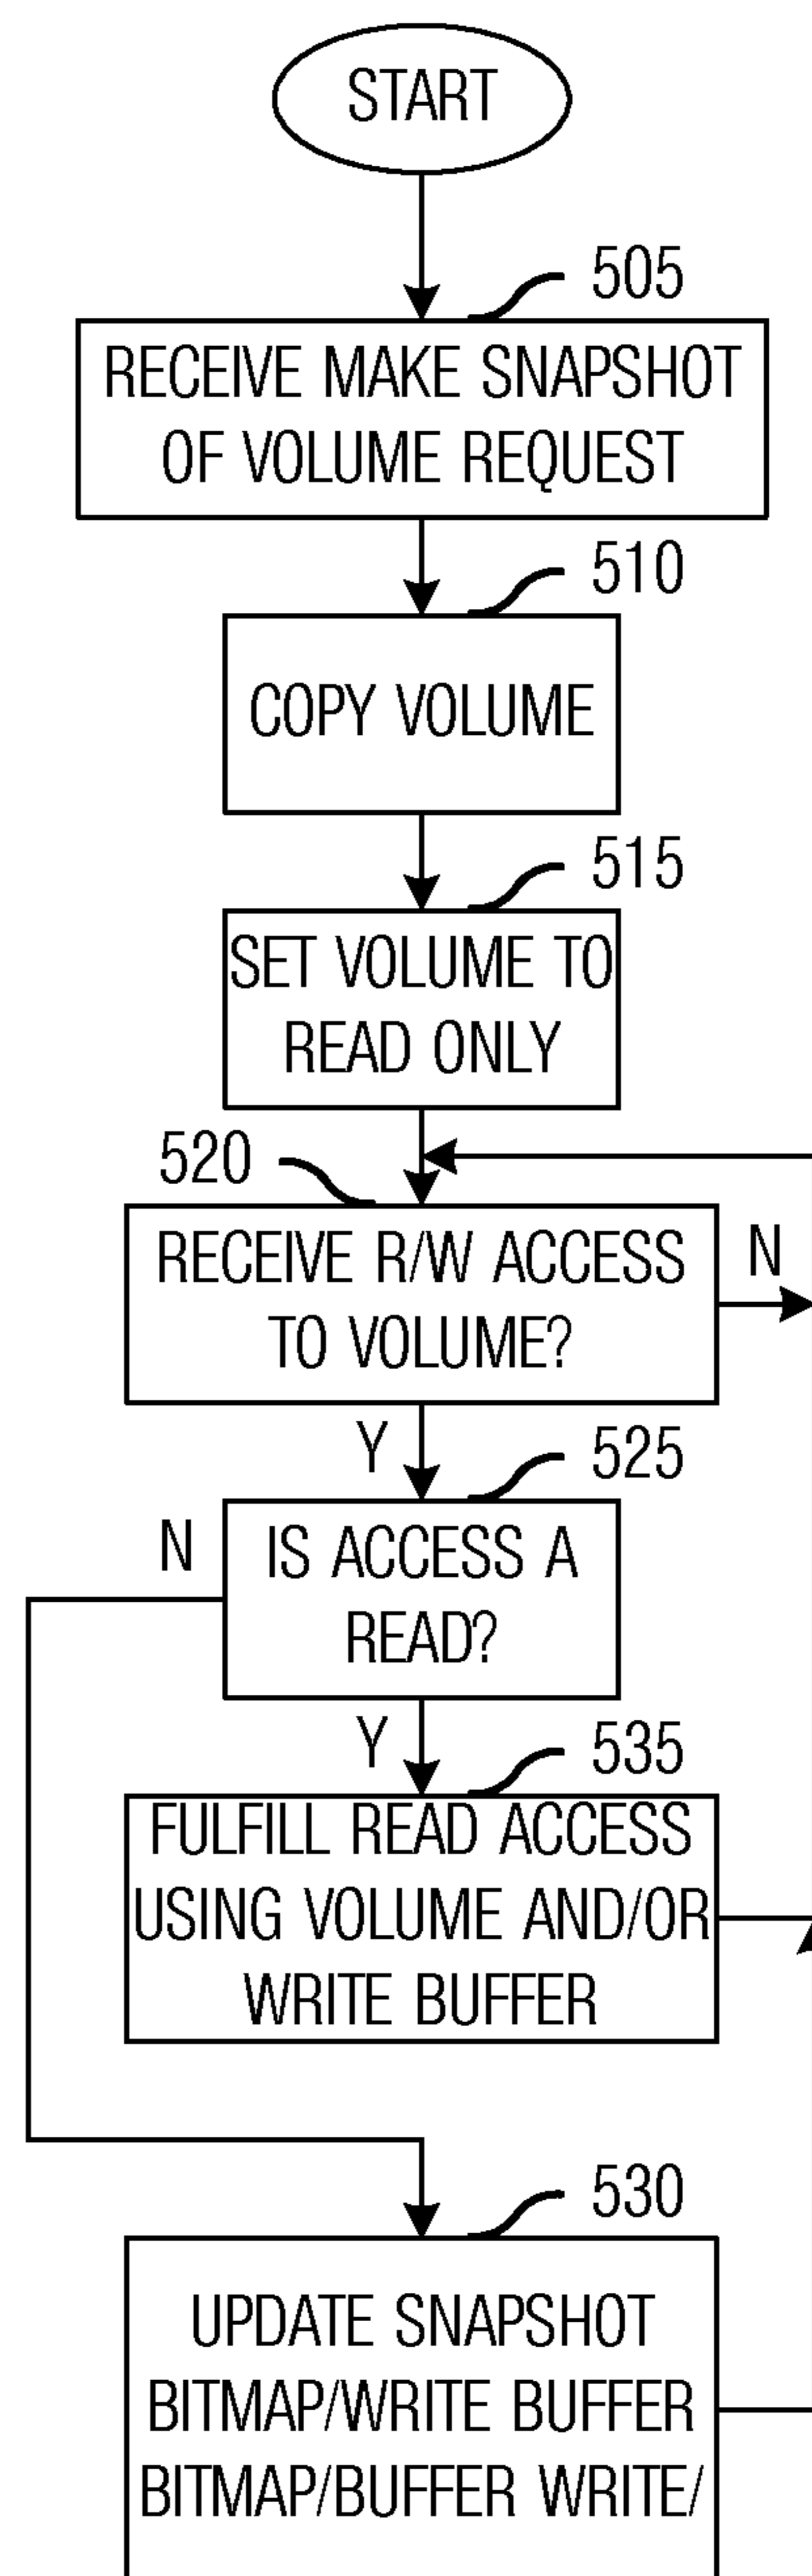 START
505
RECEIVE MAKE SNAPSHOT
OF VOLUME REQUEST
510
COPY VOLUME
515
SET VOLUME TO
READ ONLY
520
RECEIVE R/W ACCESS
TO VOLUME?
N
Y
525
N
IS ACCESS A
READ?
Y
535
FULFILL READ ACCESS
USING VOLUME AND/OR
WRITE BUFFER
530
UPDATE SNAPSHOT
BITMAP/WRITE BUFFER
BITMAP/BUFFER WRITE/